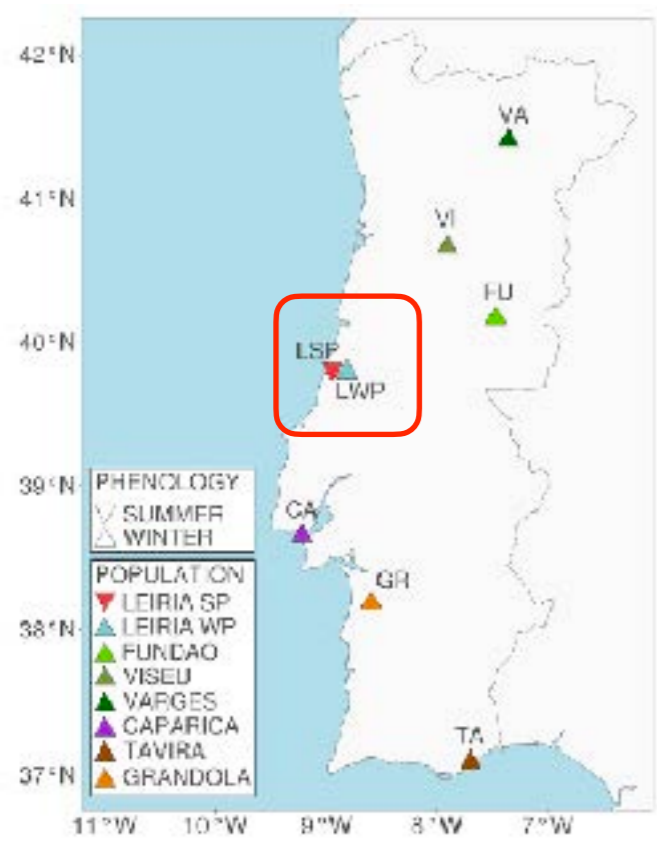 42°N
VA
41°N
VI
FU
40°N
LSP
LWP
39°N
PHENOLOGY
SUMMER
WINTER
CA
POPULATION
LEIRIA SP
LEIRIA WP
FUNDAO
VISEU
VARGES
CAPARICA
TAVIRA
GRANDOLA
GR
38°N
TA
37°N
11°W 10°W 9°W 8°W 7°W